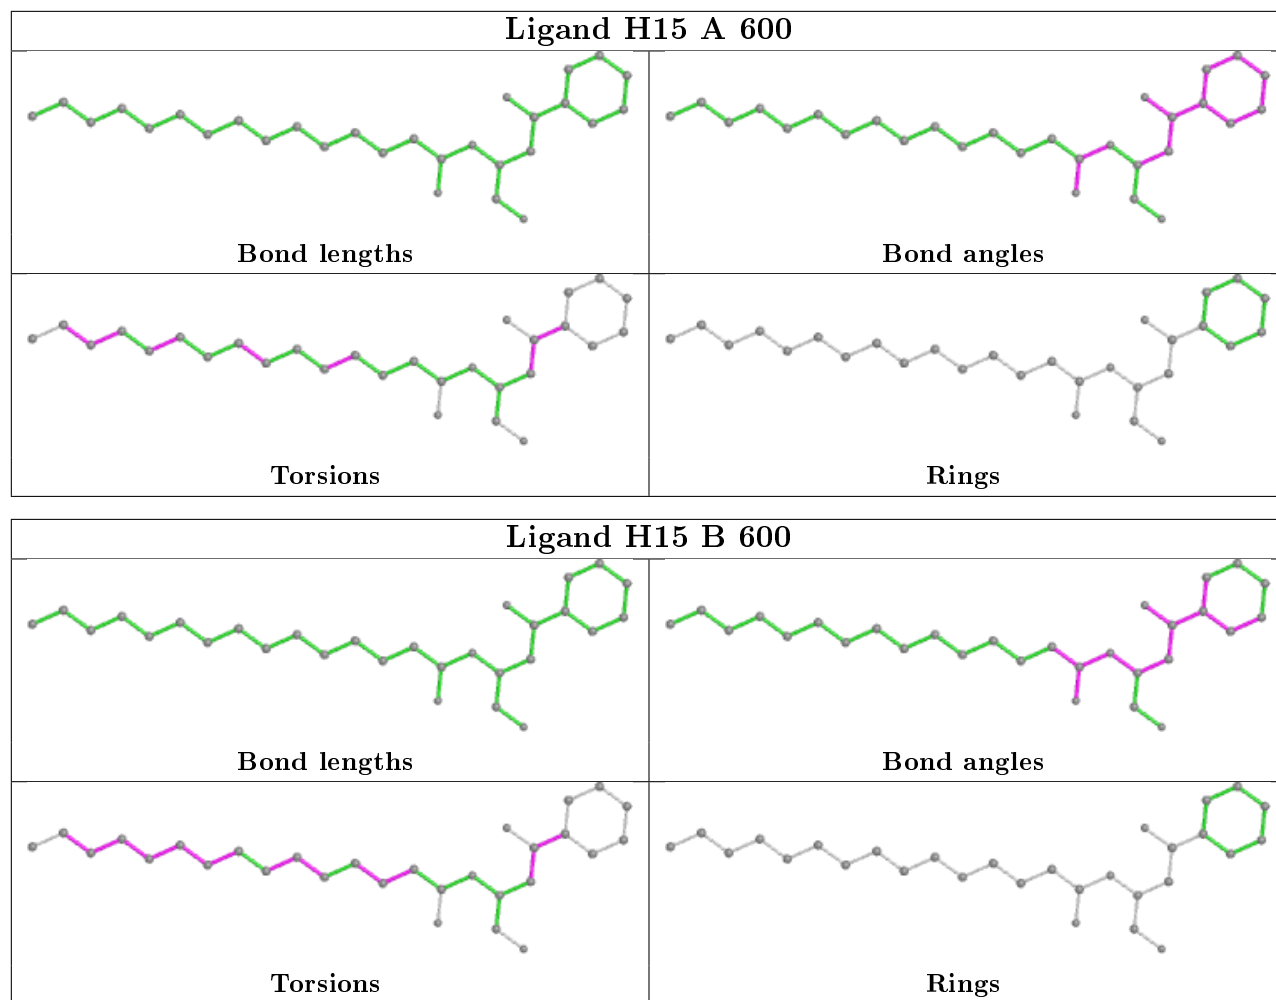 Ligand H15 A 600
Bond lengths
Bond angles
Torsions
Rings
Ligand H15 B 600
Bond lengths
Bond angles
Torsions
Rings